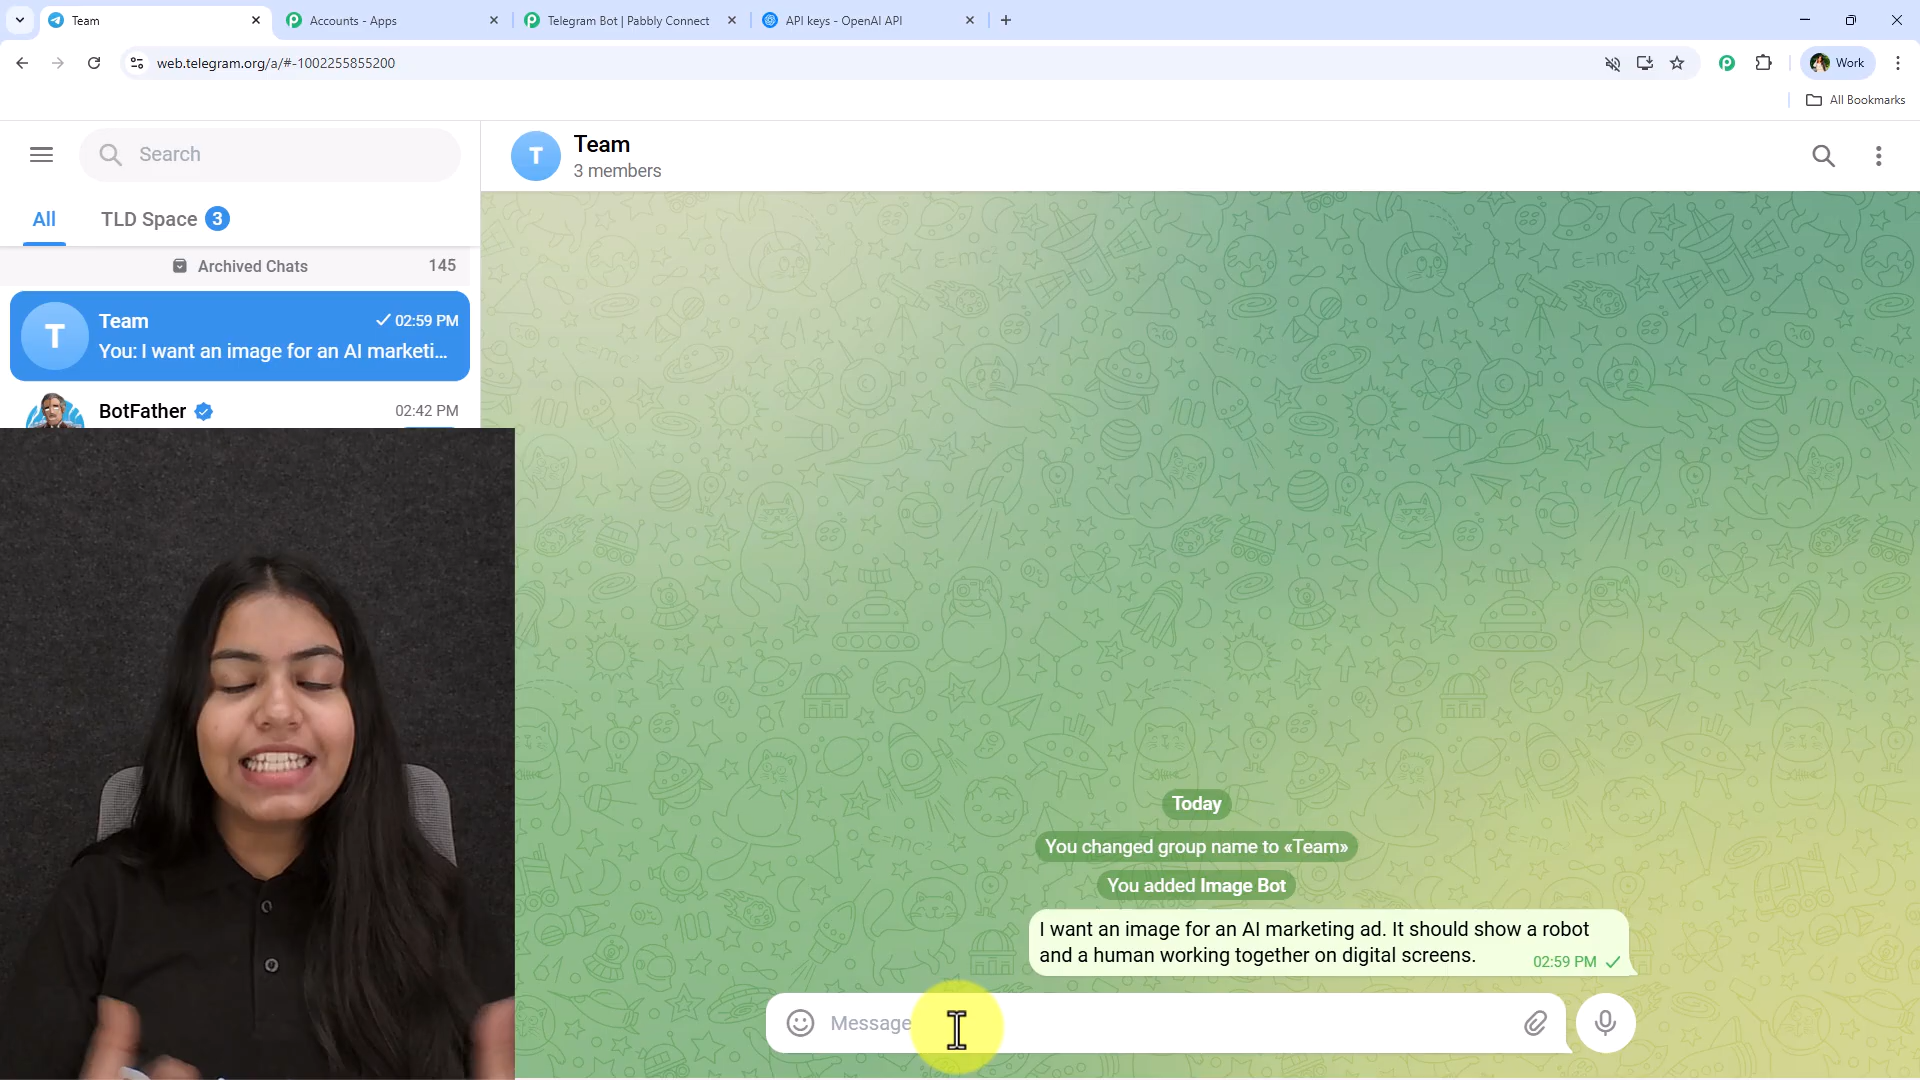 Team
Accounts - Apps
Telegram Bot | Pabbly Connect
API keys - OpenAI API
web.telegram.org/a/#-1002255855200
Work
All Bookmarks
Search
T
Team
3 members
All
TLD Space 3
Archived Chats
145
T
Team
02:59 PM
You: I want an image for an AI marketi...
BotFather
02:42 PM
Today
You changed group name to «Team»
You added Image Bot
I want an image for an AI marketing ad. It should show a robot
and a human working together on digital screens.
02:59 PM
Message